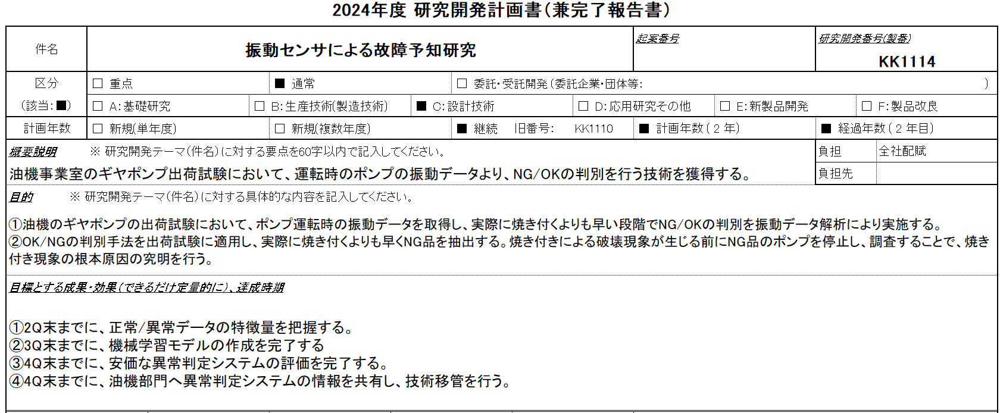 2024年度 研究開発計画書(兼完了報告書)
件名 振動センサによる故障予知研究 起案番号 研究開発番号(製番)
KK1114
区分 □ 重点 ■ 通常 □ 委託・受託開発(委託企業・団体等: )
(該当:■) □ A:基礎研究 □ B:生産技術(製造技術) ■ C:設計技術 □ D:応用研究その他 □ E:新製品開発 □ F:製品改良
計画年数 □ 新規(単年度) □ 新規(複数年度) ■ 継続 旧番号: KK1110 ■ 計画年数( 2 年) ■ 経過年数( 2 年目)
概要説明 ※ 研究開発テーマ(件名)に対する要点を60字以内で記入してください。 負担 全社配賦
油機事業室のギヤポンプ出荷試験において、運転時のポンプの振動データより、NG/OKの判別を行う技術を獲得する。 負担先
目的 ※ 研究開発テーマ(件名)に対する具体的な内容を記入してください。
①油機のギヤポンプの出荷試験において、ポンプ運転時の振動データを取得し、実際に焼き付くよりも早い段階でNG/OKの判別を振動データ解析により実施する。
②OK/NGの判別手法を出荷試験に適用し、実際に焼き付くよりも早くNG品を抽出する。焼き付きによる破壊現象が生じる前にNG品のポンプを停止し、調査することで、焼き
付き現象の根本原因の究明を行う。
目標とする成果・効果(できるだけ定量的に)、達成時期
①2Q末までに、正常/異常データの特徴量を把握する。
②3Q末までに、機械学習モデルの作成を完了する
③4Q末までに、安価な異常判定システムの評価を完了する。
④4Q末までに、油機部門へ異常判定システムの情報を共有し、技術移管を行う。